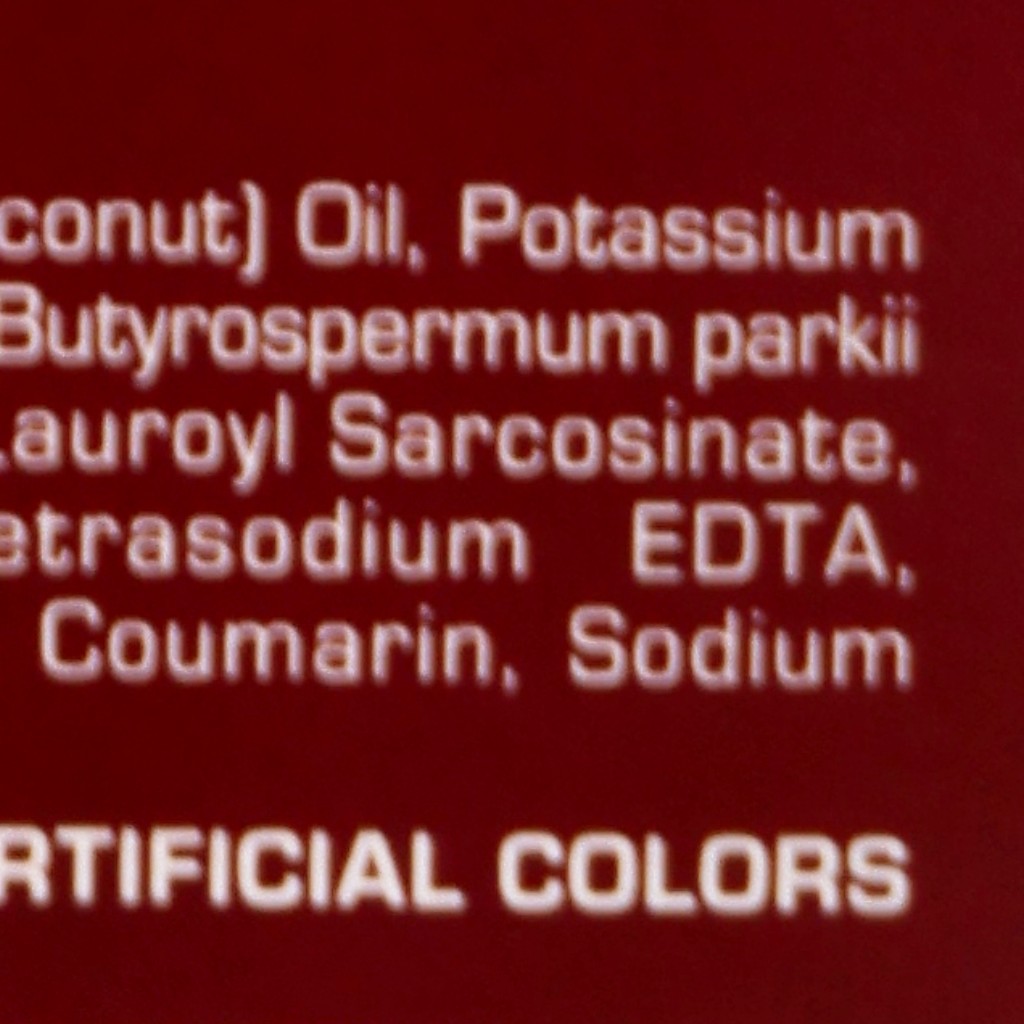 conut) Oil, Potassium
Butyrospermum parkii
auroyl Sarcosinate,
etrasodium EDTA,
Coumarin, Sodium
RTIFICIAL COLORS